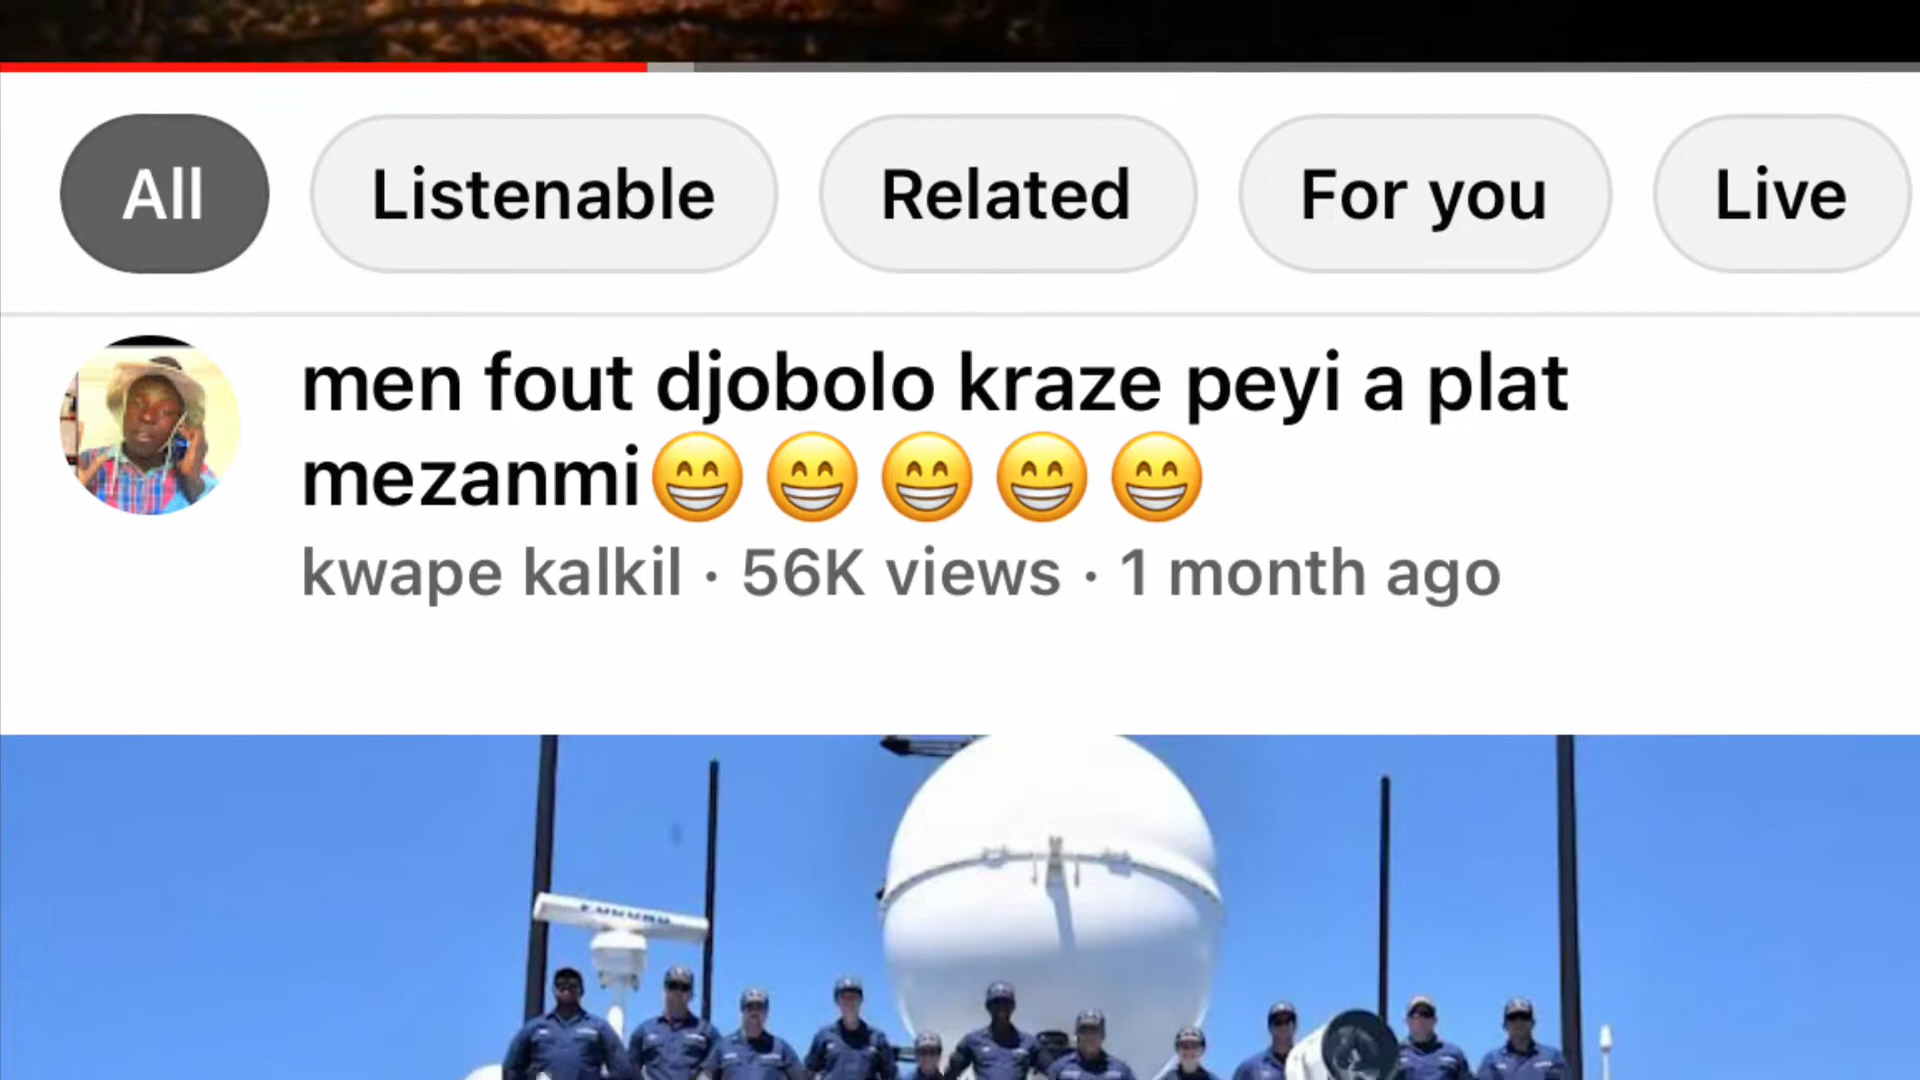 All
Listenable
Related
For you
Live
men fout djobolo kraze peyi a plat
mezanmi😁😁😁😁😁
kwape kalkil · 56K views · 1 month ago
FURUNO